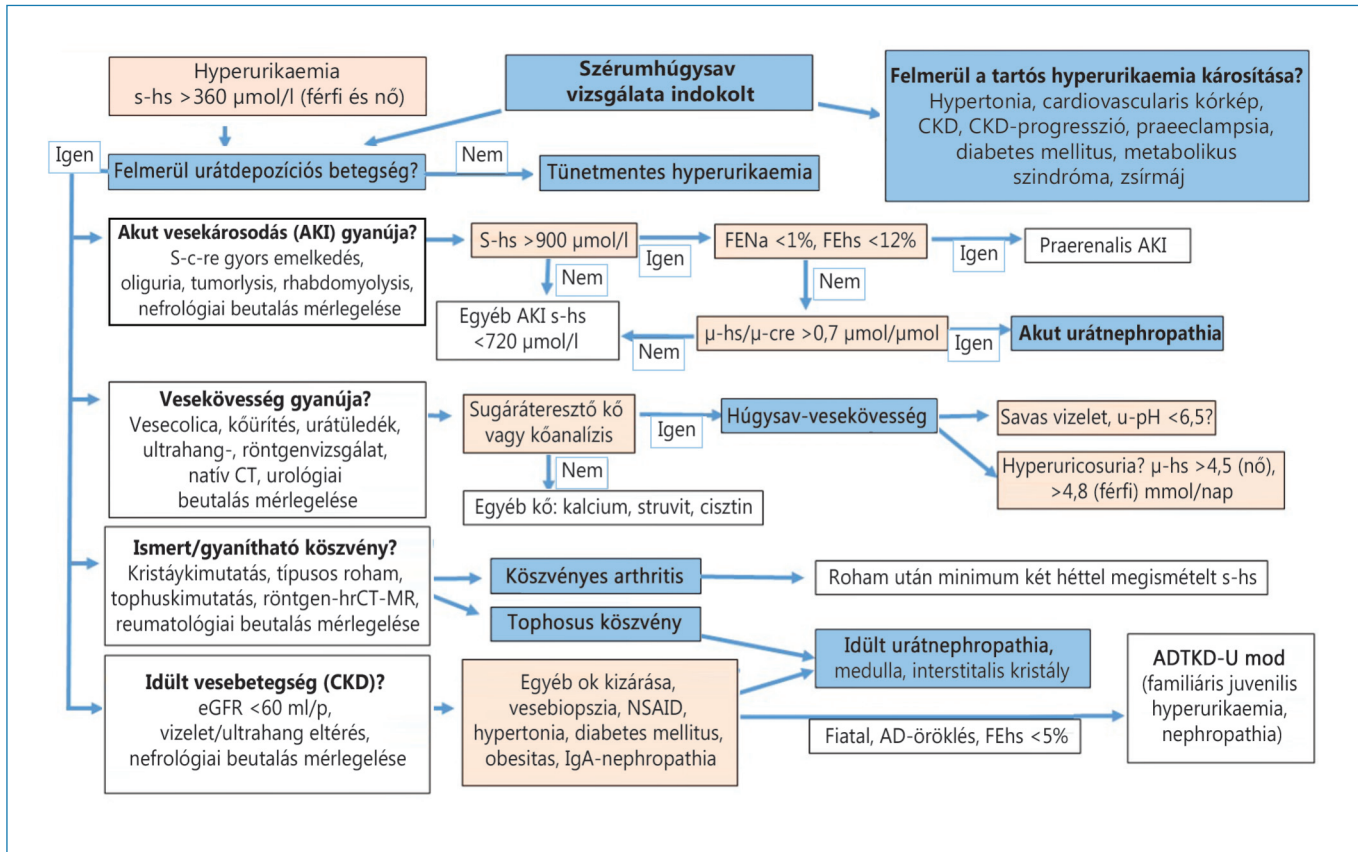 Hyperurikaemia
s-hs >360 µmol/l (férfi és nő)
Szérumhúgysav
vizsgálata indokolt
Felmerül a tartós hyperurikaemia károsítása?
Hypertonia, cardiovascularis kórkép,
CKD, CKD-progresszió, praeeclampsia,
diabetes mellitus, metabolikus
szindróma, zsírmáj
Igen
Felmerül urátdepozíciós betegség?
Nem
Tünetmentes hyperurikaemia
Akut vesekárosodás (AKI) gyanúja?
S-c-re gyors emelkedés,
oliguria, tumorlysis, rhabdomyolysis,
nefrológiai beutalás mérlegelése
S-hs >900 µmol/l
Igen
FENa <1%, FEhs <12%
Igen
Praerenalis AKI
Nem
Nem
Egyéb AKI s-hs
<720 µmol/l
Nem
µ-hs/µ-cre >0,7 µmol/µmol
Igen
Akut urátnephropathia
Vesekövesség gyanúja?
Vesecolica, kőürítés, urátüledék,
ultrahang-, röntgenvizsgálat,
natív CT, urológiai
beutalás mérlegelése
Sugáráteresztő kő
vagy kőanalízis
Igen
Húgysav-vesekövesség
Savas vizelet, u-pH <6,5?
Hyperuricosuria? µ-hs >4,5 (nő),
>4,8 (férfi) mmol/nap
Nem
Egyéb kő: kalcium, struvit, cisztin
Ismert/gyanítható köszvény?
Kristáykimutatás, típusos roham,
tophuskimutatás, röntgen-hrCT-MR,
reumatológiai beutalás mérlegelése
Köszvényes arthritis
Roham után minimum két héttel megismételt s-hs
Tophosus köszvény
Idült urátnephropathia,
medulla, interstitalis kristály
Idült vesebetegség (CKD)?
eGFR <60 ml/p,
vizelet/ultrahang eltérés,
nefrológiai beutalás mérlegelése
Egyéb ok kizárása,
vesebiopszia, NSAID,
hypertonia, diabetes mellitus,
obesitas, IgA-nephropathia
Fiatal, AD-öröklés, FEhs <5%
ADTKD-U mod
(familiáris juvenilis
hyperurikaemia,
nephropathia)